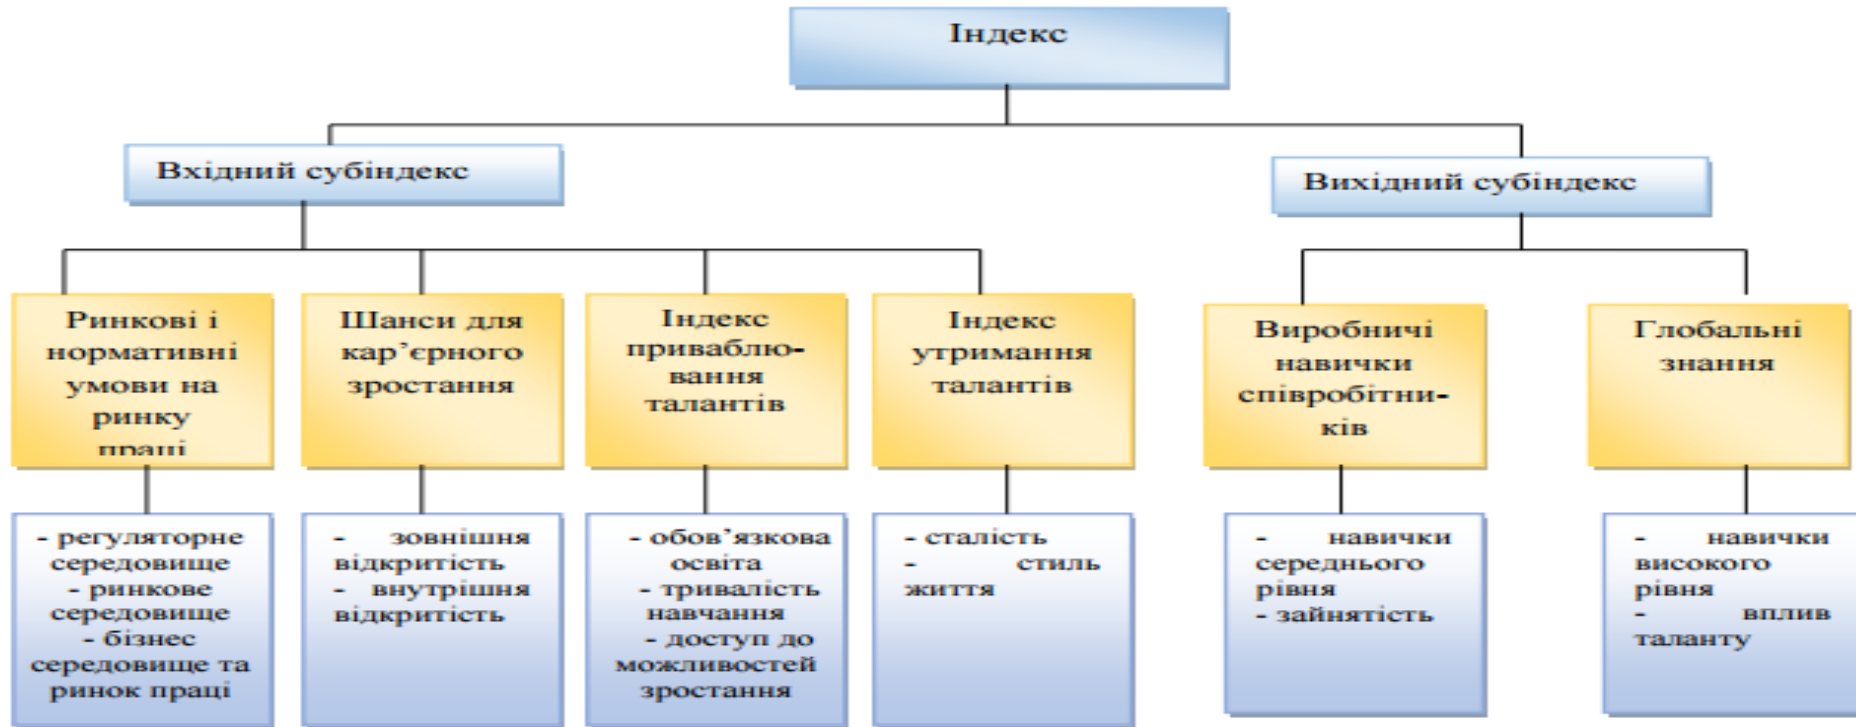 Індекс
Вхідний субіндекс
Вихідний субіндекс
Ринкові і
нормативні
умови на
ринку
праці
Шанси для
кар’єрного
зростання
Індекс
приваблю-
вання
талантів
Індекс
утримання
талантів
Виробничі
навички
співробітни-
ків
Глобальні
знання
- регуляторне
середовище
- ринкове
середовище
- бізнес
середовище та
ринок праці
- зовнішня
відкритість
- внутрішня
відкритість
- обов’язкова
освіта
- тривалість
навчання
- доступ до
можливостей
зростання
- сталість
- стиль
життя
- навички
середнього
рівня
- зайнятість
- навички
високого
рівня
- вплив
таланту